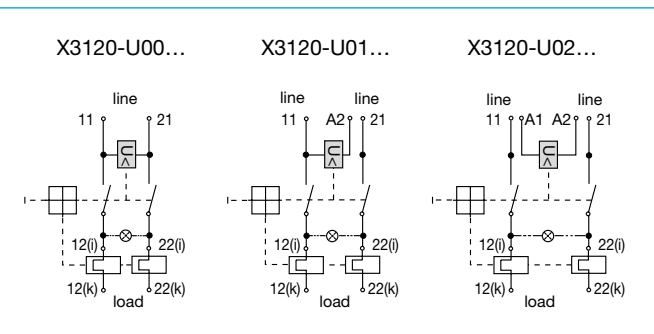 X3120-U00… X3120-U01… X3120-U02…
line line line line line
11 21 11 A2 21 11 A1 A2 21
U< U< U<
I I I
12(i) 22(i) 12(i) 22(i) 12(i) 22(i)
12(k) 22(k) 12(k) 22(k) 12(k) 22(k)
load load load